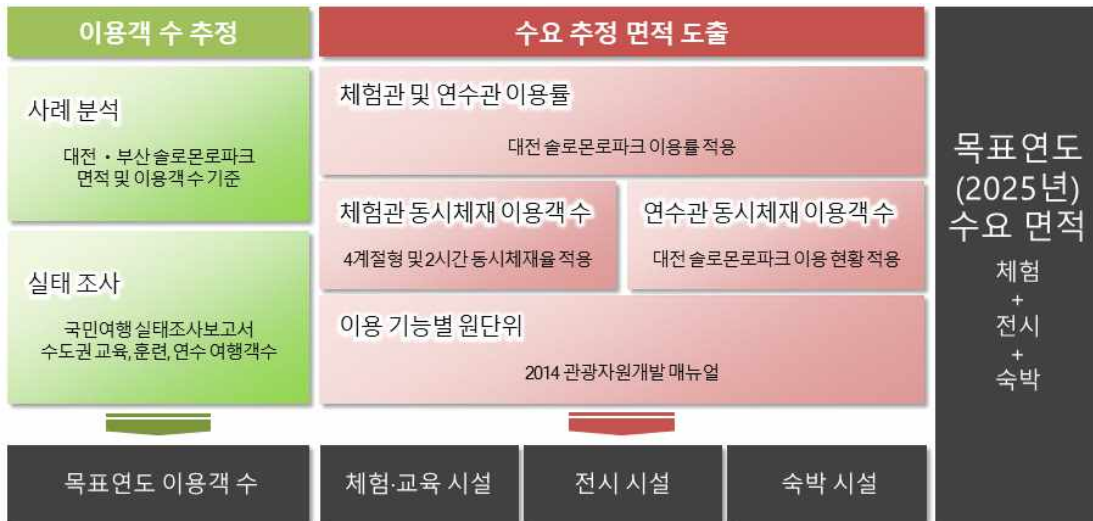 이용객 수 추정
사례 분석
대전・부산 솔로몬로파크
면적 및 이용객 수 기준
실태 조사
국민여행 실태조사보고서
수도권 교육, 훈련, 연수 여행객수
목표연도 이용객 수
수요 추정 면적 도출
체험관 및 연수관 이용률
대전 솔로몬로파크 이용률 적용
체험관 동시체재 이용객 수
4계절형 및 2시간 동시체재율 적용
연수관 동시체재 이용객 수
대전 솔로몬로파크 이용 현황 적용
이용 기능별 원단위
2014 관광자원개발 매뉴얼
체험·교육 시설
전시 시설
숙박 시설
목표연도
(2025년)
수요 면적
체험
+
전시
+
숙박